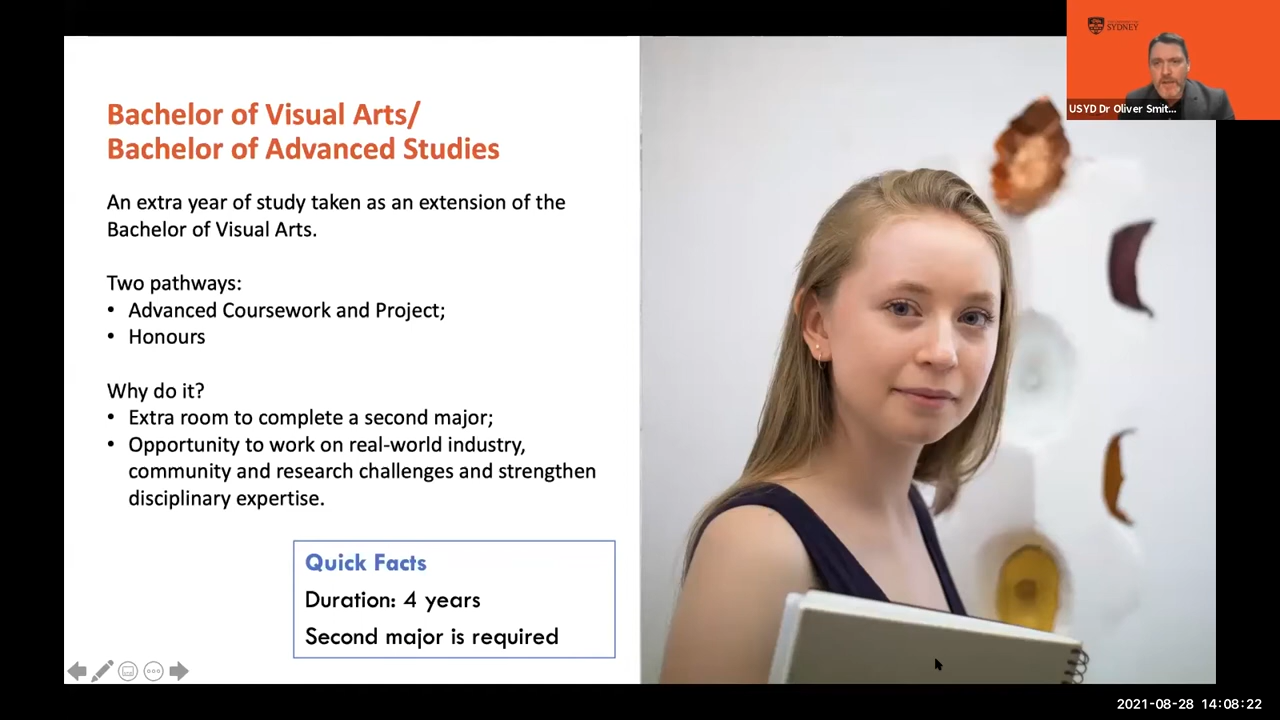 Bachelor of Visual Arts/
Bachelor of Advanced Studies
An extra year of study taken as an extension of the
Bachelor of Visual Arts.
Two pathways:
• Advanced Coursework and Project;
• Honours
Why do it?
• Extra room to complete a second major;
• Opportunity to work on real-world industry,
community and research challenges and strengthen
disciplinary expertise.
Quick Facts
Duration: 4 years
Second major is required
SYDNEY
USYD Dr Oliver Smit...
2021-08-28 14:08:22